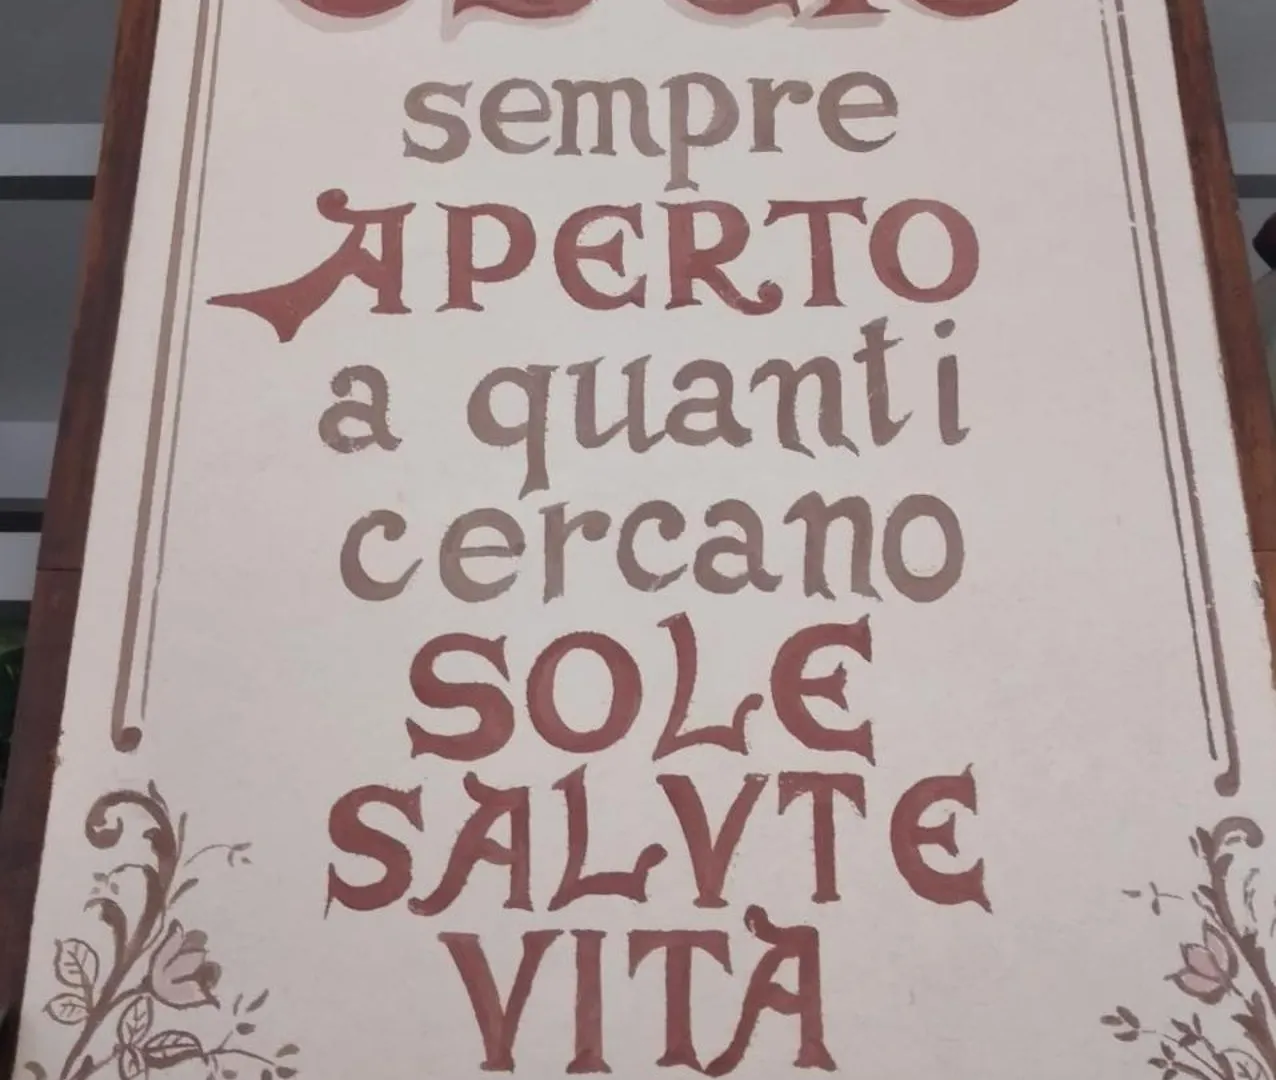 sempre
APERTO
a quanti
cercano
SOLE
SALVTE
VITÀ